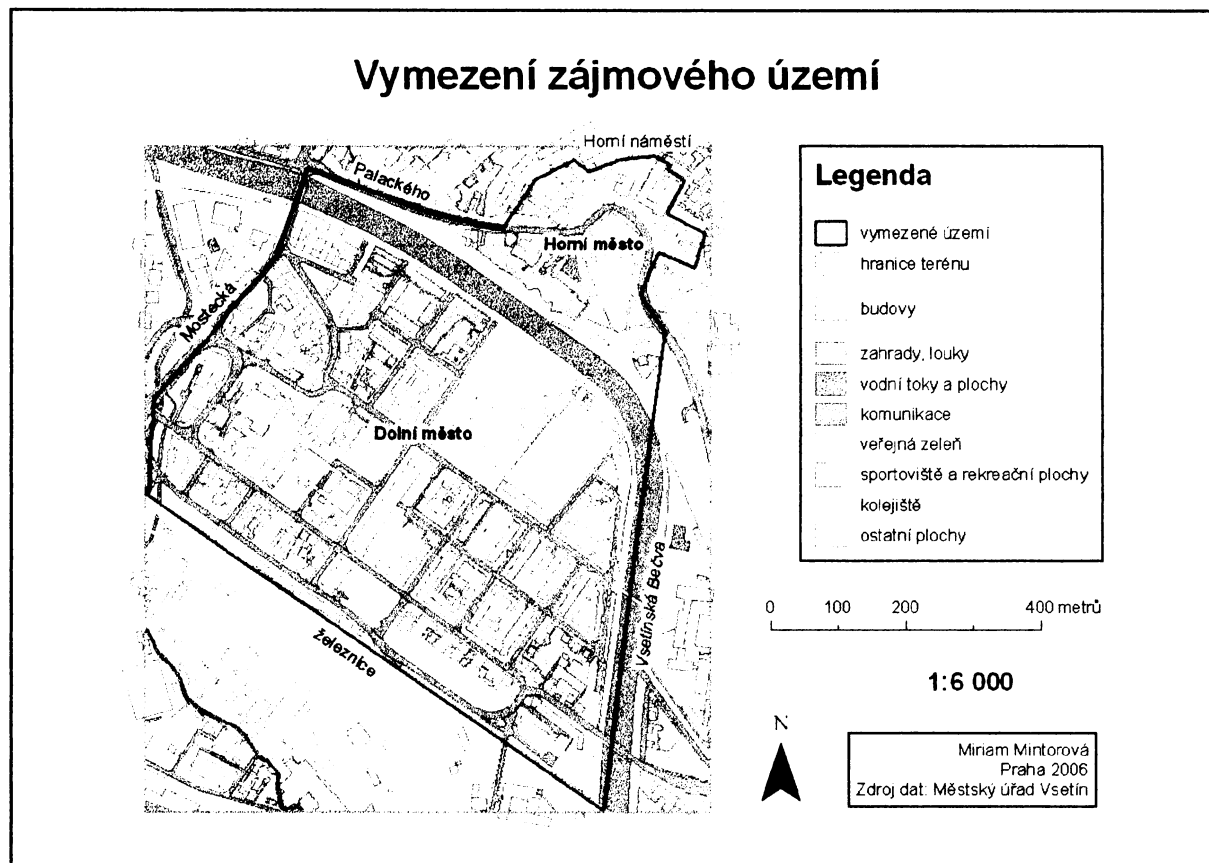 Vymezení zájmového území
Horní náměstí
Palackého
Horní město
Mostecká
Dolní město
Vsetínská Bečva
železnice
Legenda
vymezené území
hranice terénu
budovy
zahrady, louky
vodní toky a plochy
komunikace
veřejná zeleň
sportoviště a rekreační plochy
kolejiště
ostatní plochy
0 100 200 400 metrů
1:6 000
N
Miriam Mintorová
Praha 2006
Zdroj dat: Městský úřad Vsetín